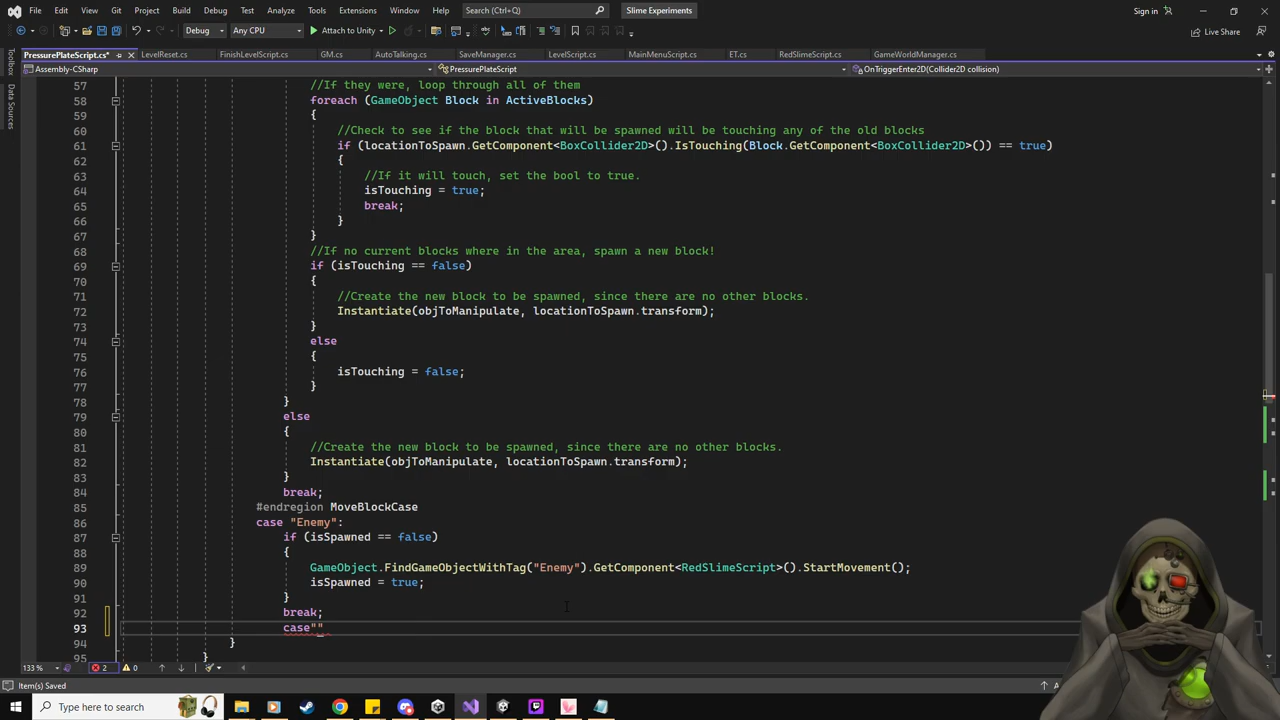 File Edit View Git Project Build Debug Test Analyze Tools Extensions Window Help Search (Ctrl+Q) Slime Experiments Sign in
Debug Any CPU Attach to Unity Live Share
PressurePlateScript.cs* LevelReset.cs FinishLevelScript.cs GM.cs AutoTalking.cs SaveManager.cs LevelScript.cs MainMenuScript.cs ET.cs RedSlimeScript.cs GameWorldManager.cs
Assembly-CSharp PressurePlateScript OnTriggerEnter2D(Collider2D collision)
Toolbox
Data Sources
57 //If they were, loop through all of them
58 foreach (GameObject Block in ActiveBlocks)
59 {
60 //Check to see if the block that will be spawned will be touching any of the old blocks
61 if (locationToSpawn.GetComponent<BoxCollider2D>().IsTouching(Block.GetComponent<BoxCollider2D>()) == true)
62 {
63 //If it will touch, set the bool to true.
64 isTouching = true;
65 break;
66 }
67 }
68 //If no current blocks where in the area, spawn a new block!
69 if (isTouching == false)
70 {
71 //Create the new block to be spawned, since there are no other blocks.
72 Instantiate(objToManipulate, locationToSpawn.transform);
73 }
74 else
75 {
76 isTouching = false;
77 }
78 }
79 else
80 {
81 //Create the new block to be spawned, since there are no other blocks.
82 Instantiate(objToManipulate, locationToSpawn.transform);
83 }
84 break;
85 #endregion MoveBlockCase
86 case "Enemy":
87 if (isSpawned == false)
88 {
89 GameObject.FindGameObjectWithTag("Enemy").GetComponent<RedSlimeScript>().StartMovement();
90 isSpawned = true;
91 }
92 break;
93 case""
94 }
95 }
133 % 2 0
Item(s) Saved
Type here to search